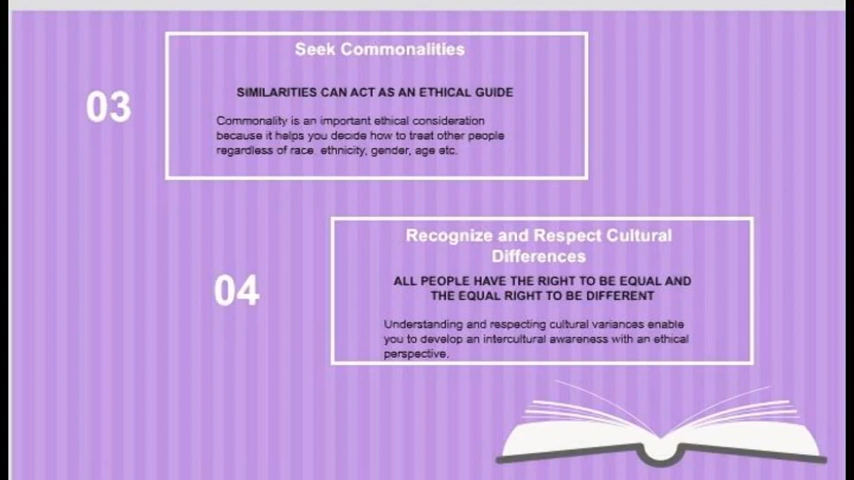 Seek Commonalities
03
SIMILARITIES CAN ACT AS AN ETHICAL GUIDE
Commonality is an important ethical consideration
because it helps you decide how to treat other people
regardless of race  ethnicity, gender, age etc.
Recognize and Respect Cultural
Differences
04
ALL PEOPLE HAVE THE RIGHT TO BE EQUAL AND
THE EQUAL RIGHT TO BE DIFFERENT
Understanding and respecting cultural variances enable
you to develop an intercultural awareness with an ethical
perspective.